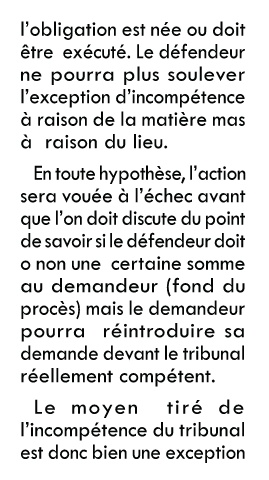 l'obligation est née ou doit
être exécuté. Le défendeur
ne pourra plus soulever
l'exception d'incompétence
à raison de la matière mas
à raison du lieu.
En toute hypothèse, l'action
sera vouée à l'échec avant
que l'on doit discute du point
de savoir si le défendeur doit
o non une certaine somme
au demandeur (fond du
procès) mais le demandeur
pourra réintroduire sa
demande devant le tribunal
réellement compétent.
Le moyen tiré de
l'incompétence du tribunal
est donc bien une exception